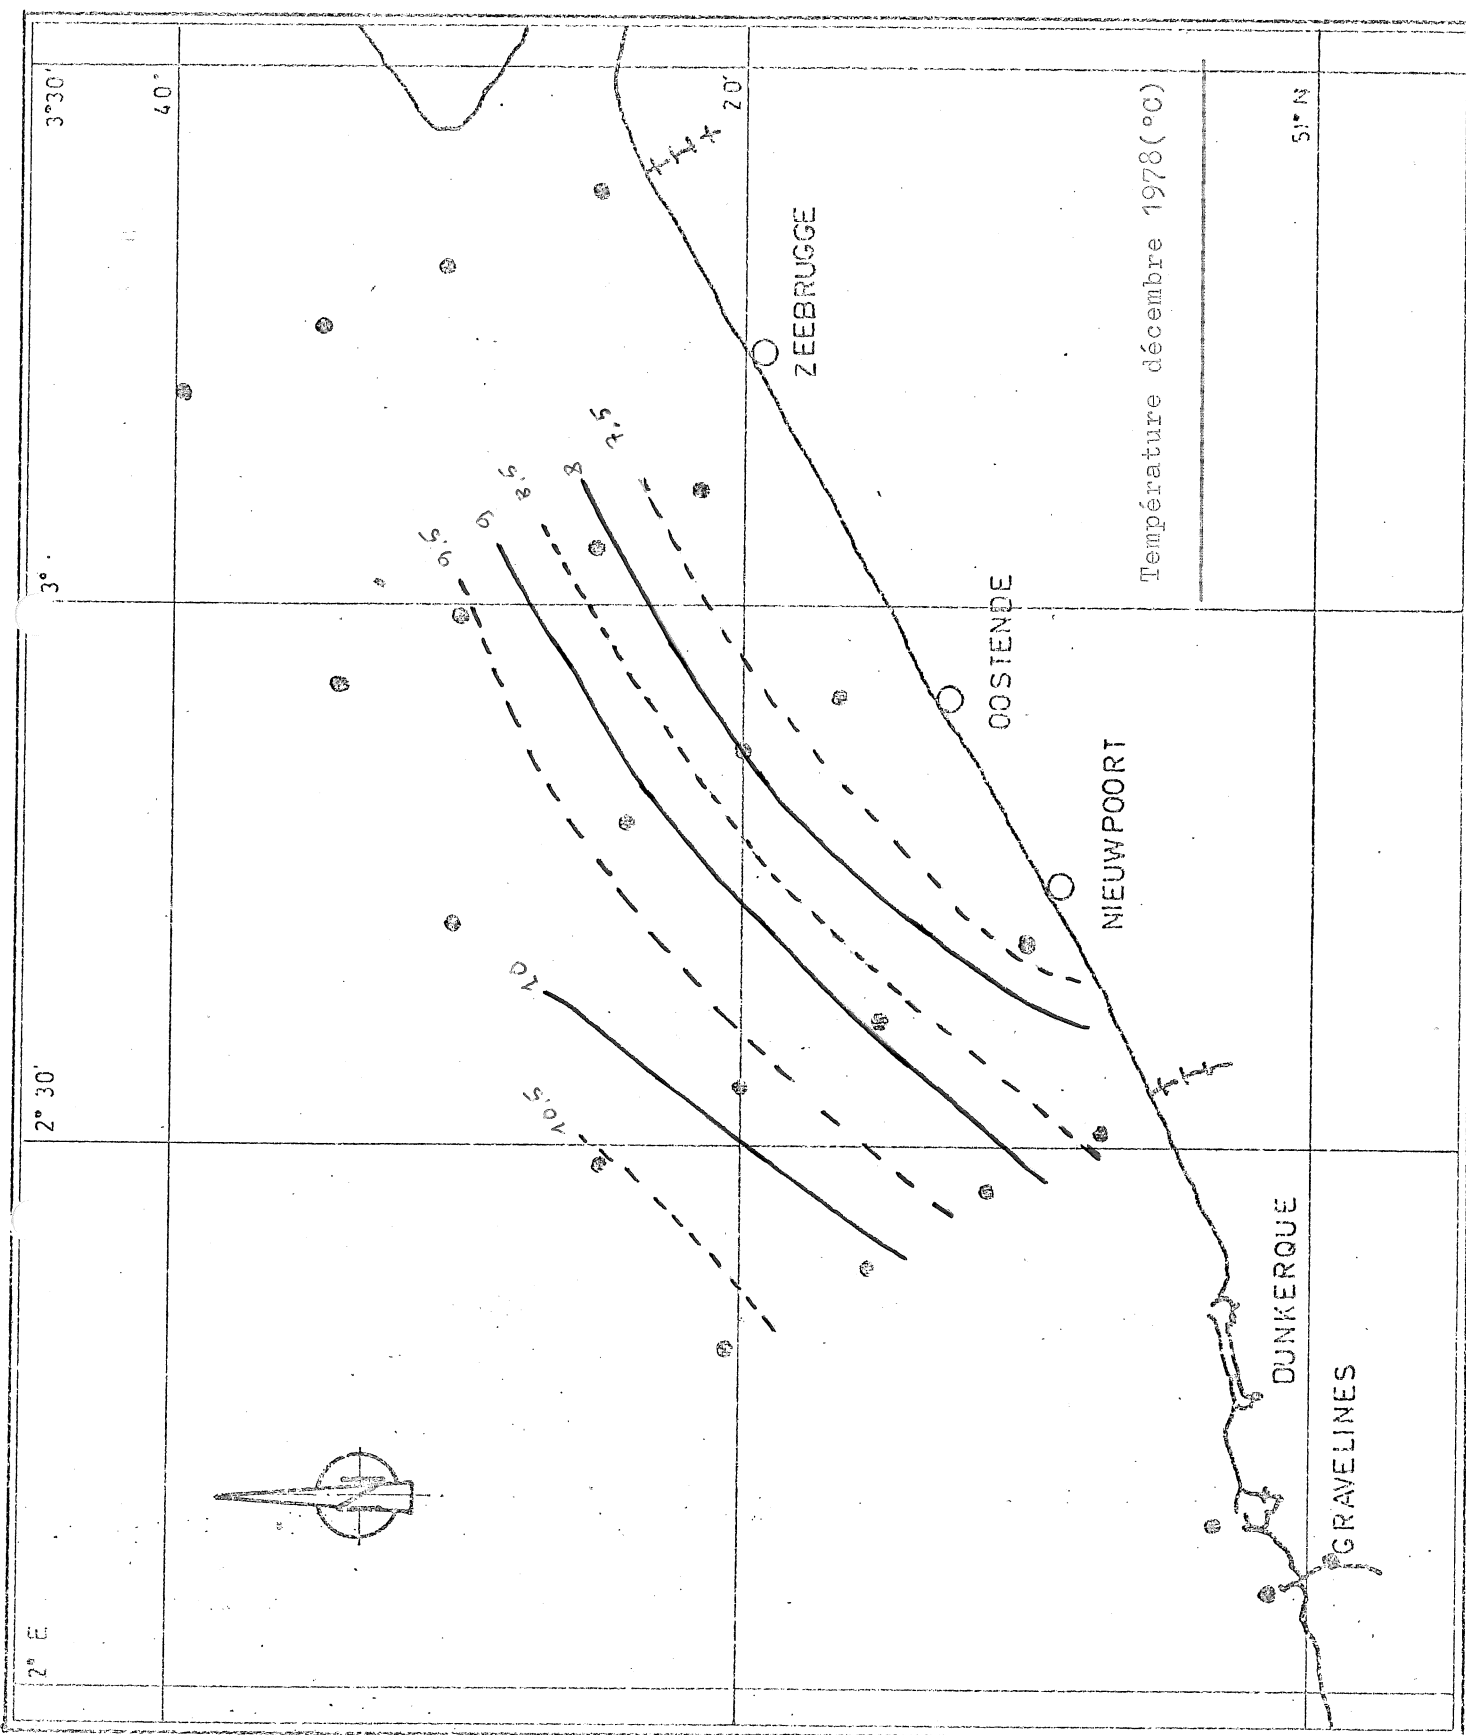 2° E
2° 30'
3°
3°30'
40'
20'
51° N
10,5
10
9,5
9
8,5
8
7,5
ZEEBRUGGE
OOSTENDE
NIEUWPOORT
DUNKERQUE
GRAVELINES
Température décembre 1978(°C)